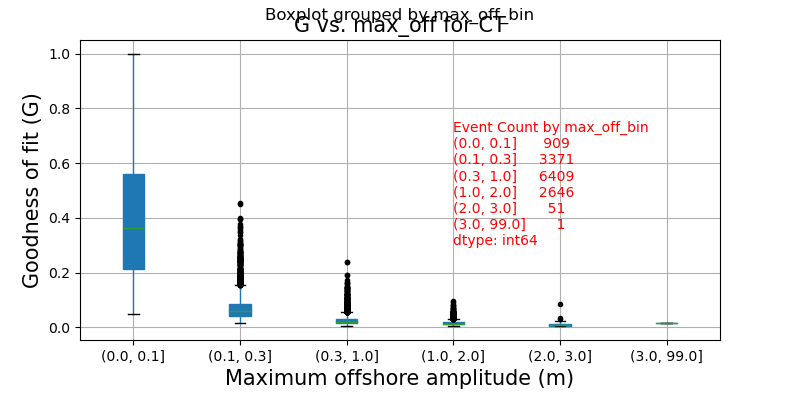 Boxplot grouped by max_off_bin
G vs. max_off for CT
Goodness of fit (G)
1.0
0.8
0.6
0.4
0.2
0.0
Event Count by max_off_bin
(0.0, 0.1] 909
(0.1, 0.3] 3371
(0.3, 1.0] 6409
(1.0, 2.0] 2646
(2.0, 3.0] 51
(3.0, 99.0] 1
dtype: int64
(0.0, 0.1] (0.1, 0.3] (0.3, 1.0] (1.0, 2.0] (2.0, 3.0] (3.0, 99.0]
Maximum offshore amplitude (m)